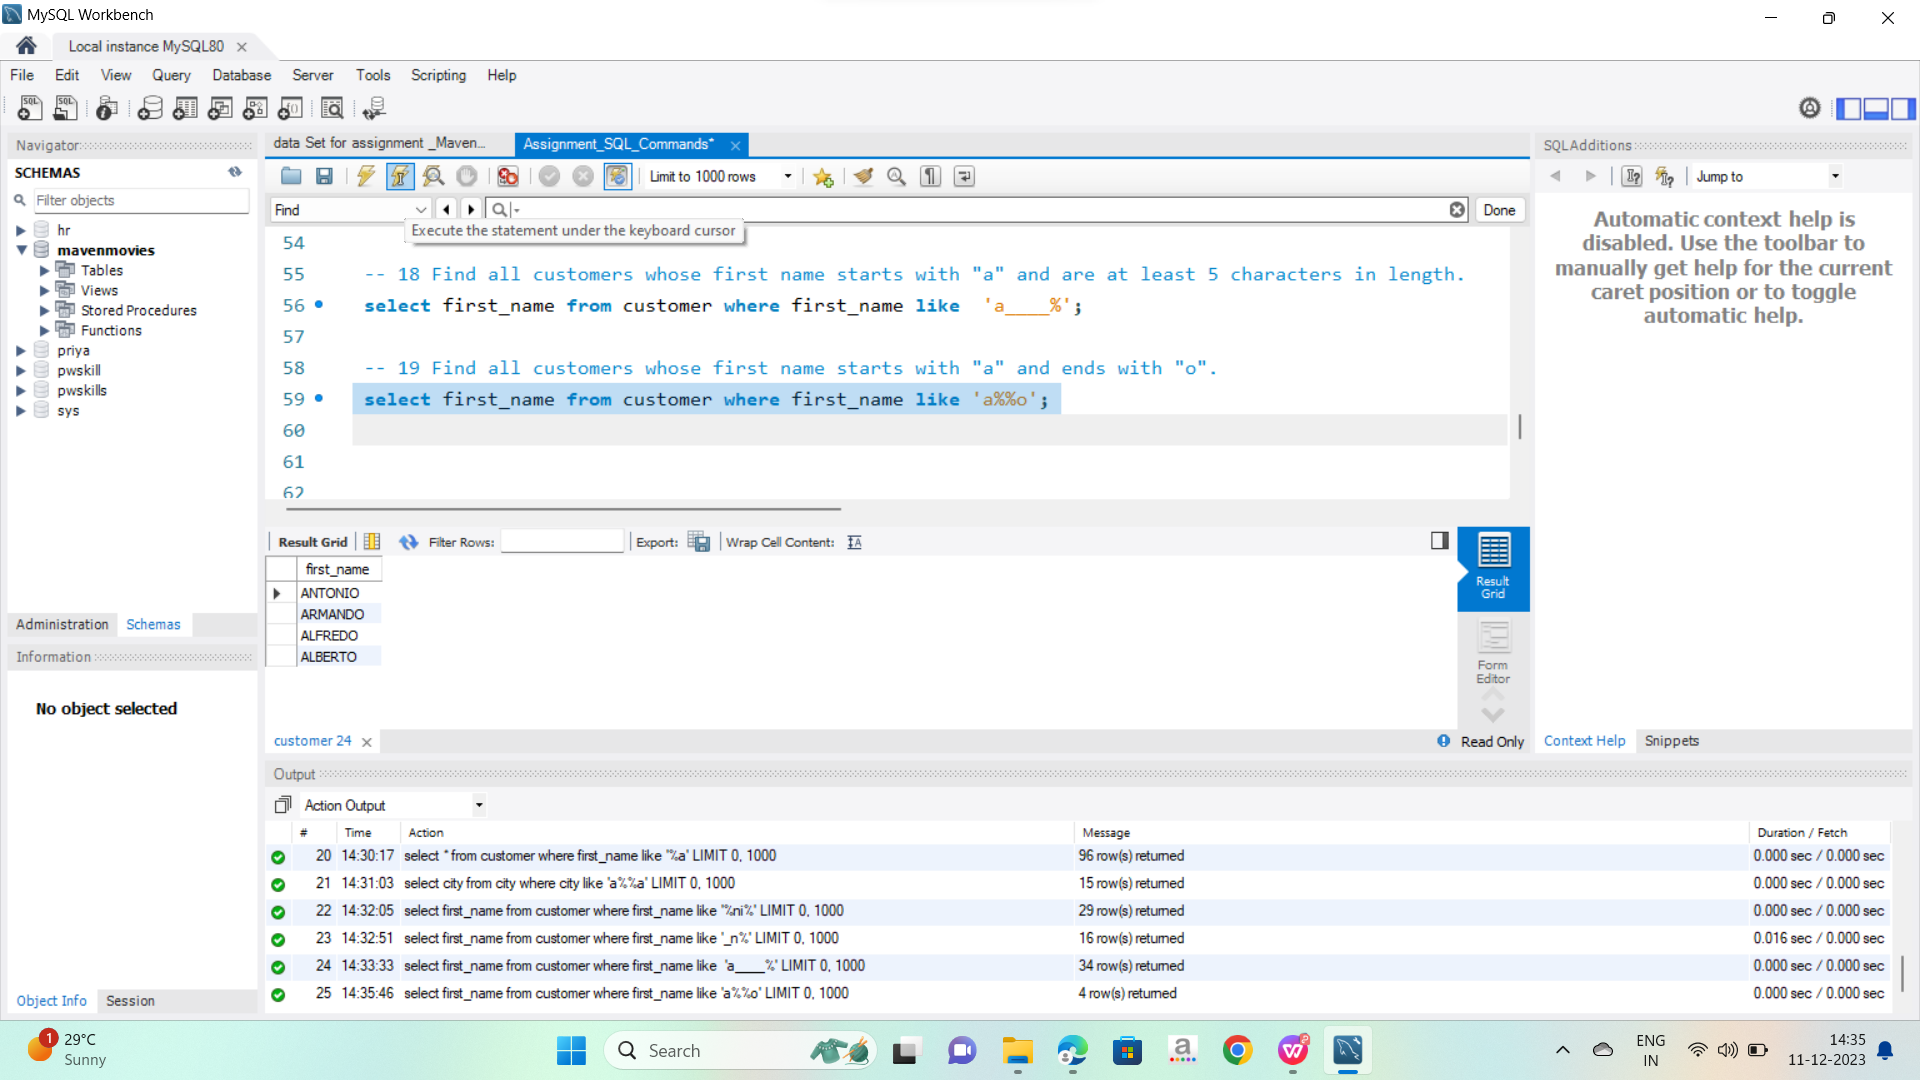 MySQL Workbench
Local instance MySQL80
File Edit View Query Database Server Tools Scripting Help
Navigator
SCHEMAS
Filter objects
hr
mavenmovies
Tables
Views
Stored Procedures
Functions
priya
pwskill
pwskills
sys
Administration Schemas
Information
No object selected
Object Info Session
data Set for assignment _Maven...
Assignment_SQL_Commands*
Limit to 1000 rows
Find
Done
Execute the statement under the keyboard cursor
54
55 -- 18 Find all customers whose first name starts with "a" and are at least 5 characters in length.
56 select first_name from customer where first_name like  'a____%';
57
58 -- 19 Find all customers whose first name starts with "a" and ends with "o".
59 select first_name from customer where first_name like 'a%%o';
60
61
62
Result Grid Filter Rows: Export: Wrap Cell Content:
first_name
ANTONIO
ARMANDO
ALFREDO
ALBERTO
Result Grid
Form Editor
customer 24
Read Only
SQLAdditions
Jump to
Automatic context help is
disabled. Use the toolbar to
manually get help for the current
caret position or to toggle
automatic help.
Context Help Snippets
Output
Action Output
# Time Action Message Duration / Fetch
20 14:30:17 select * from customer where first_name like '%a' LIMIT 0, 1000 96 row(s) returned 0.000 sec / 0.000 sec
21 14:31:03 select city from city where city like 'a%%a' LIMIT 0, 1000 15 row(s) returned 0.000 sec / 0.000 sec
22 14:32:05 select first_name from customer where first_name like '%ni%' LIMIT 0, 1000 29 row(s) returned 0.000 sec / 0.000 sec
23 14:32:51 select first_name from customer where first_name like '_n%' LIMIT 0, 1000 16 row(s) returned 0.016 sec / 0.000 sec
24 14:33:33 select first_name from customer where first_name like  'a____%' LIMIT 0, 1000 34 row(s) returned 0.000 sec / 0.000 sec
25 14:35:46 select first_name from customer where first_name like 'a%%o' LIMIT 0, 1000 4 row(s) returned 0.000 sec / 0.000 sec
1
29°C
Sunny
Search
ENG
IN
14:35
11-12-2023